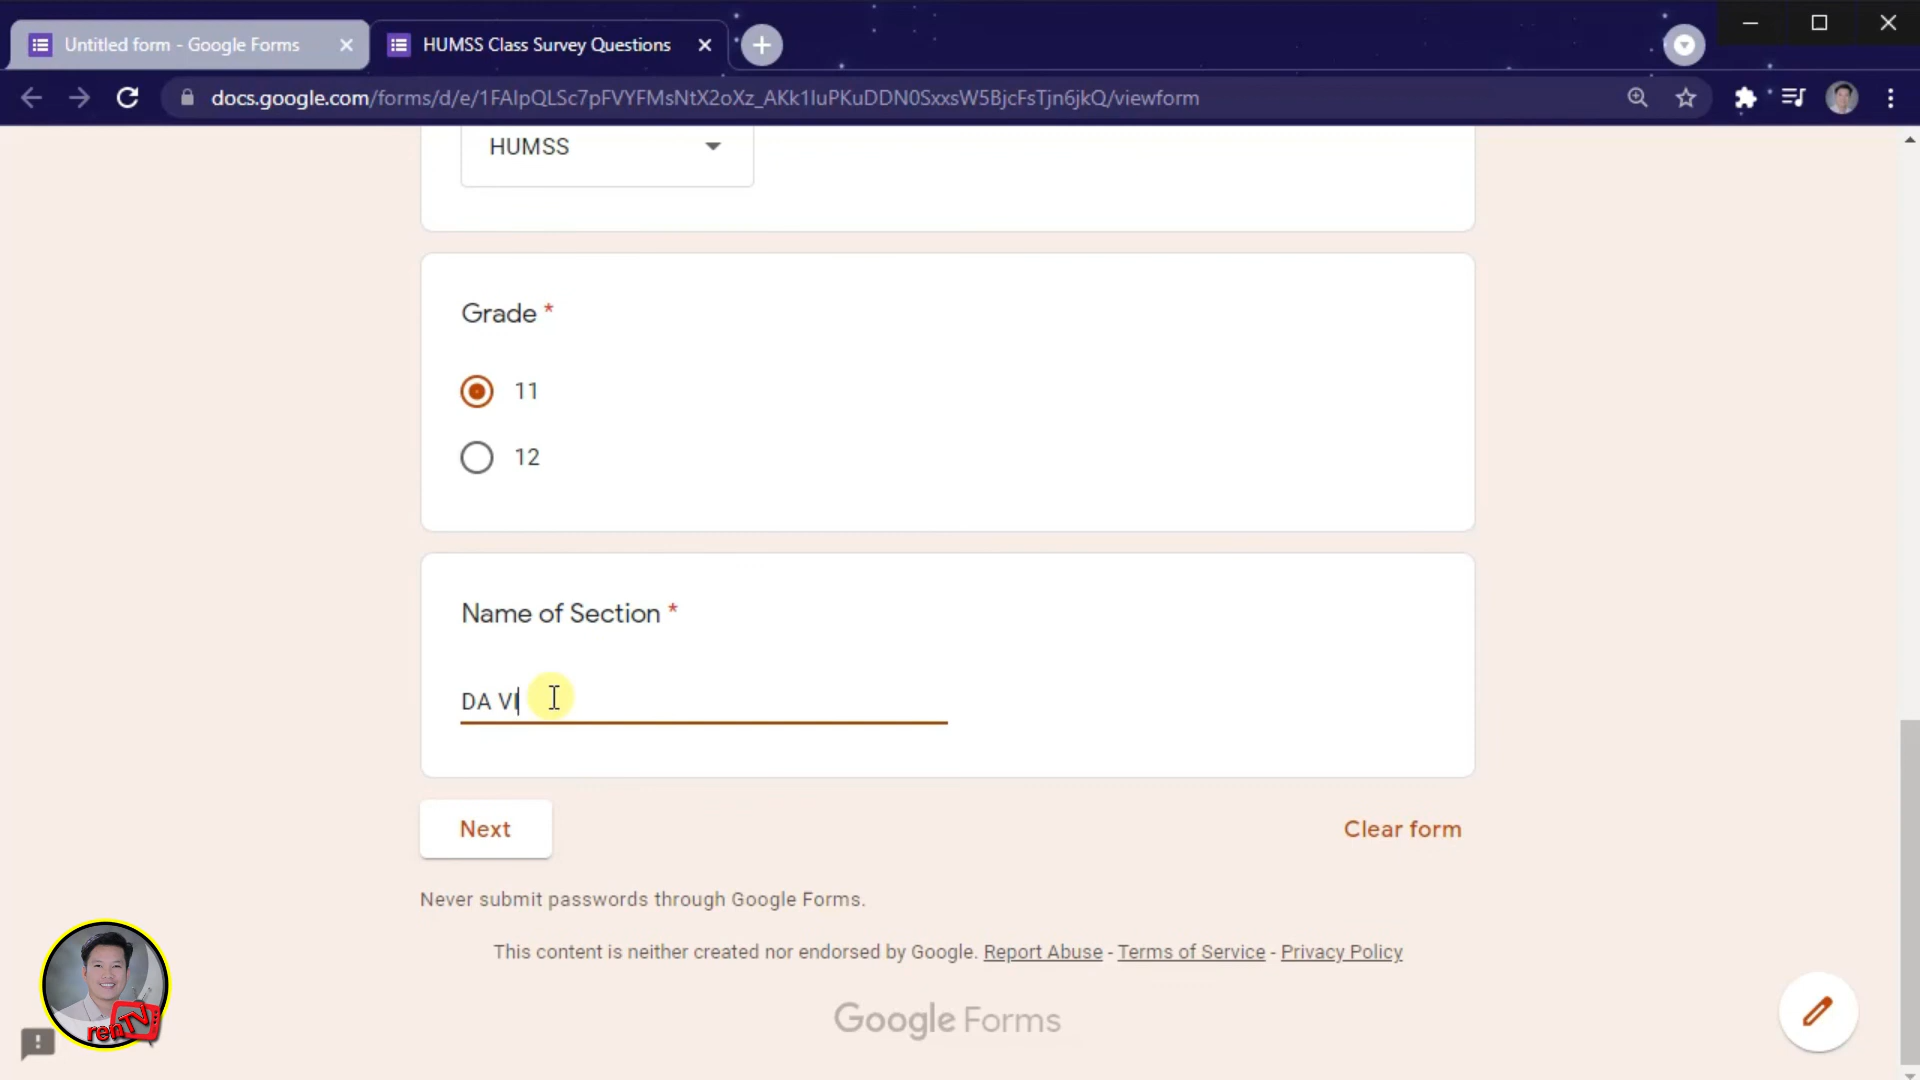 Untitled form - Google Forms
HUMSS Class Survey Questions
docs.google.com/forms/d/e/1FAIpQLSc7pFVYFMsNtX2oXz_AKk1IuPKuDDN0SxxsW5BjcFsTjn6jkQ/viewform
HUMSS
Grade *
11
12
Name of Section *
DA VI
Next
Clear form
Never submit passwords through Google Forms.
This content is neither created nor endorsed by Google. Report Abuse - Terms of Service - Privacy Policy
Google Forms
renTV